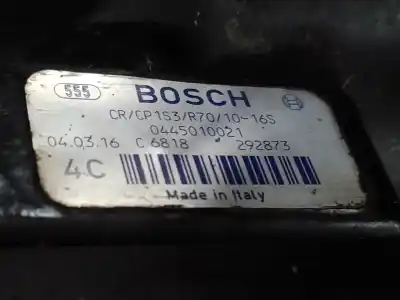 555 BOSCH
CR/CP1S3/R70/10-16S
0445010021
04.03.16 C 6818 292873
4C
Made in Italy